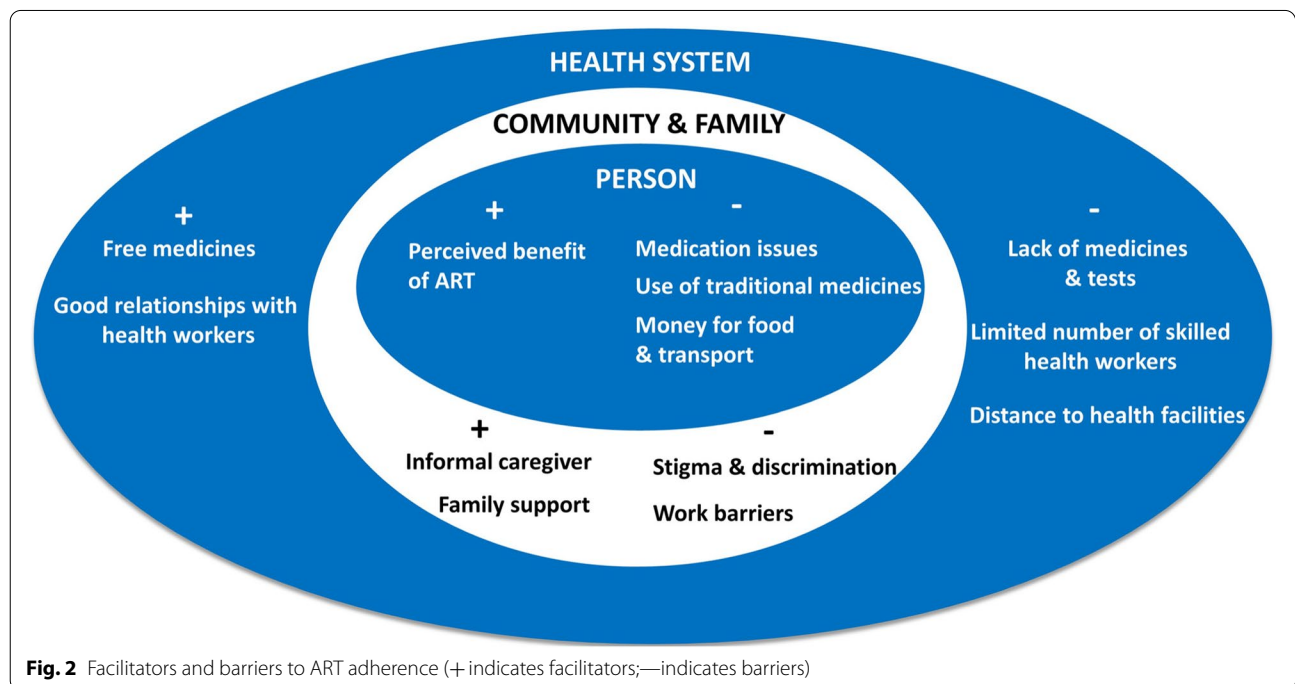 HEALTH SYSTEM
COMMUNITY & FAMILY
PERSON
+
Free medicines
Good relationships with
health workers
+
Perceived benefit
of ART
-
Medication issues
Use of traditional medicines
Money for food
& transport
-
Lack of medicines
& tests
Limited number of skilled
health workers
Distance to health facilities
+
Informal caregiver
Family support
-
Stigma & discrimination
Work barriers
Fig. 2 Facilitators and barriers to ART adherence (+ indicates facilitators;—indicates barriers)